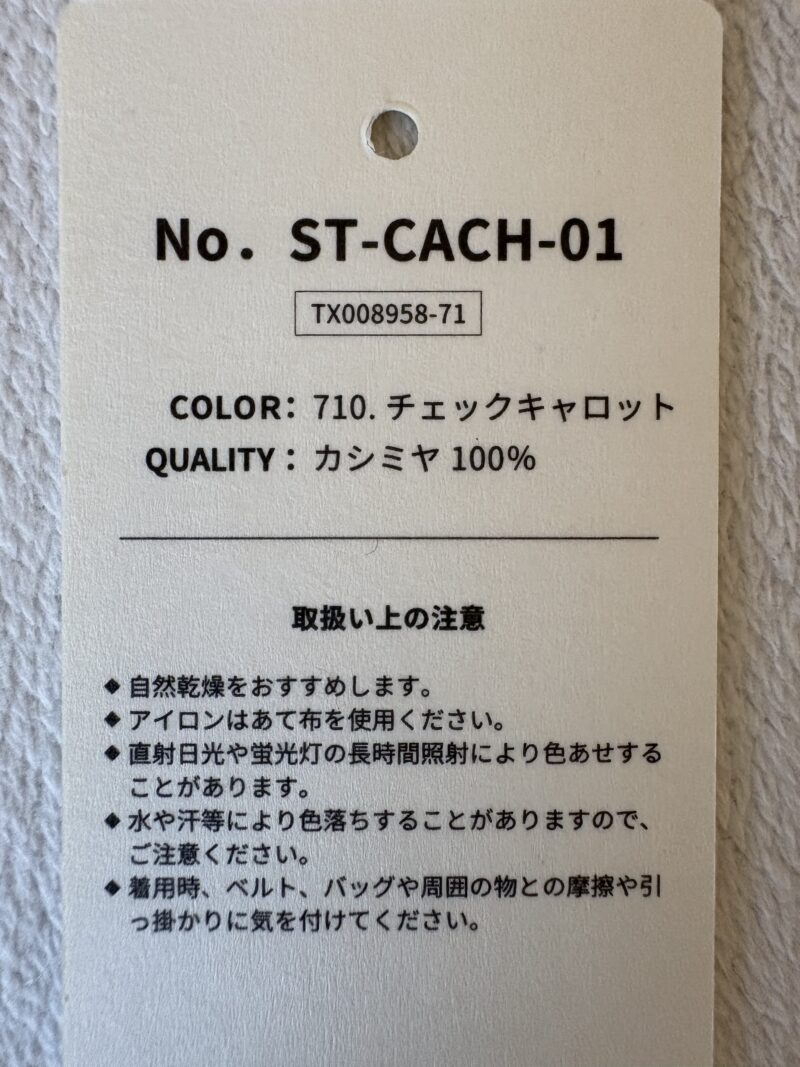 No. ST-CACH-01
TX008958-71
COLOR: 710. チェックキャロット
QUALITY: カシミヤ 100%
取扱い上の注意
◆ 自然乾燥をおすすめします。
◆ アイロンはあて布を使用ください。
◆ 直射日光や蛍光灯の長時間照射により色あせする
ことがあります。
◆ 水や汗等により色落ちすることがありますので、
ご注意ください。
◆ 着用時、ベルト、バッグや周囲の物との摩擦や引
っ掛かりに気を付けてください。